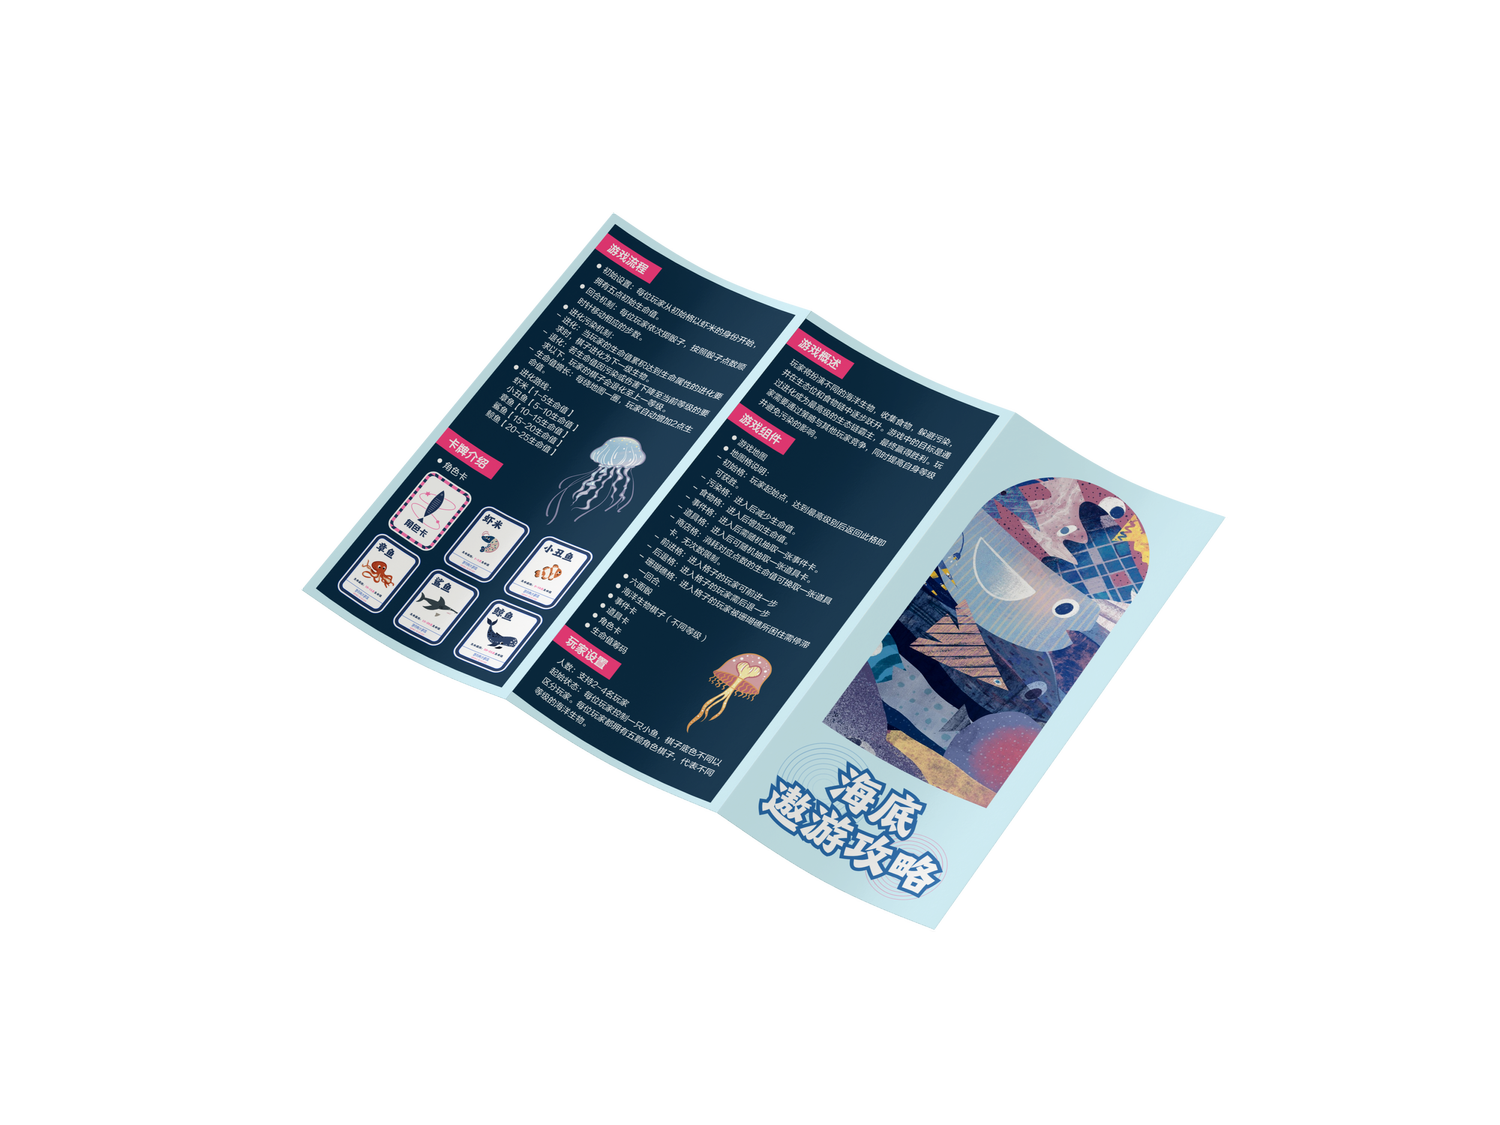 游戏流程
● 初始设置：每位玩家从初始格以虾米的身份开始，
拥有五点初始生命值。
● 回合机制：每位玩家依次掷骰子，按照骰子点数顺
时针移动相应的步数。
● 进化污染机制：
– 进化：当玩家的生命值累积达到生命属性的进化要
求时，棋子进化为下一级生物。
– 退化：若生命值因污染或伤害下降至当前等级的要
求以下，玩家的棋子会退化至上一等级。
– 生命值增长：每绕地图一圈，玩家自动增加2点生
命值。
● 进化路线：
虾米【1-5生命值】
小丑鱼【5-10生命值】
章鱼【10-15生命值】
鲨鱼【15-20生命值】
鲸鱼【20-25生命值】
卡牌介绍
● 角色卡
角色卡
虾米
小丑鱼
章鱼
鲨鱼
鲸鱼
游戏概述
玩家将扮演不同的海洋生物，收集食物，躲避污染，
并在生态位和食物链中逐步跃升。游戏中的目标是通
过进化成为最高级的生态链霸主，最终赢得胜利。玩
家需要通过策略与其他玩家竞争，同时提高自身等级
并避免污染的影响。
游戏组件
● 游戏地图
● 地图格说明：
– 初始格：玩家起始点，达到最高级别后返回此格即
可获胜。
– 污染格：进入后减少生命值。
– 食物格：进入后增加生命值。
– 事件格：进入后需随机抽取一张事件卡。
– 道具格：进入后可随机抽取一张道具卡。
– 商店格：消耗对应点数的生命值可换取一张道具
卡，无次数限制。
– 前进格：进入格子的玩家可前进一步
– 后退格：进入格子的玩家需后退一步
– 珊瑚礁格：进入格子的玩家被珊瑚礁所困住需停滞
一回合。
● 六面骰
● 海洋生物棋子（不同等级）
● 事件卡
● 道具卡
● 角色卡
● 生命值筹码
玩家设置
人数：支持2-4名玩家
起始状态：每位玩家控制一只小鱼，棋子底色不同以
区分玩家。每位玩家都拥有五颗角色棋子，代表不同
等级的海洋生物。
海底
遨游攻略